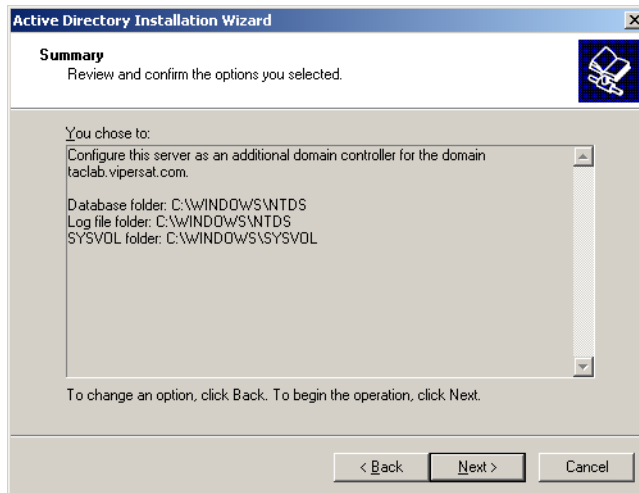 Active Directory Installation Wizard
Summary
Review and confirm the options you selected.
You chose to:
Configure this server as an additional domain controller for the domain
taclab.vipersat.com.
Database folder: C:\WINDOWS\NTDS
Log file folder: C:\WINDOWS\NTDS
SYSVOL folder: C:\WINDOWS\SYSVOL
To change an option, click Back. To begin the operation, click Next.
< Back
Next >
Cancel